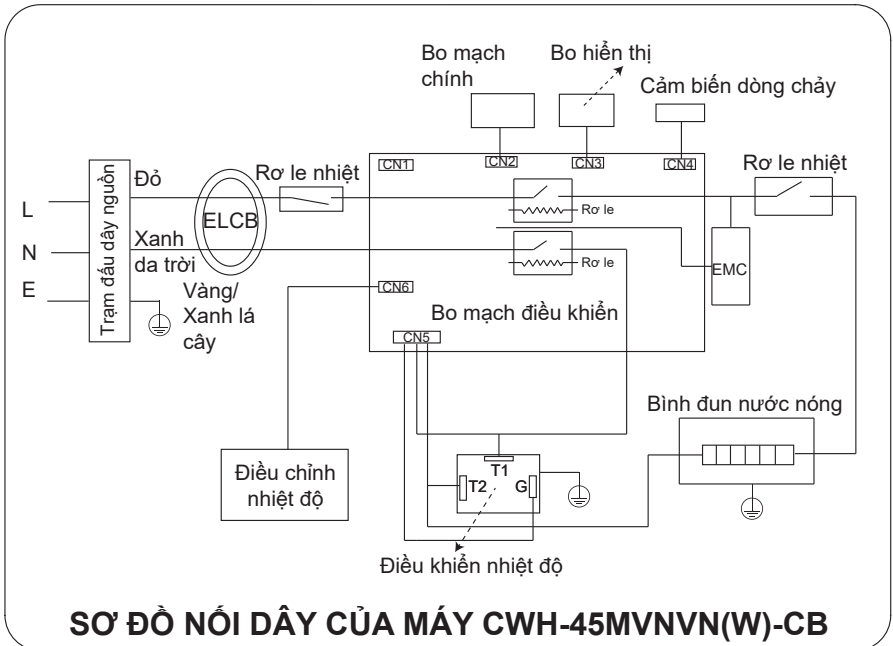 Bo mạch
chính
Bo hiển thị
Cảm biến dòng chảy
CN1
CN2
CN3
CN4
Đỏ
Rơ le nhiệt
Rơ le nhiệt
L
N
E
Trạm đấu dây nguồn
ELCB
Rơ le
Rơ le
Xanh
da trời
EMC
Vàng/
Xanh lá
cây
CN6
Bo mạch điều khiển
CN5
Bình đun nước nóng
Điều chỉnh
nhiệt độ
T1
T2
G
Điều khiển nhiệt độ
SƠ ĐỒ NỐI DÂY CỦA MÁY CWH-45MVNVN(W)-CB